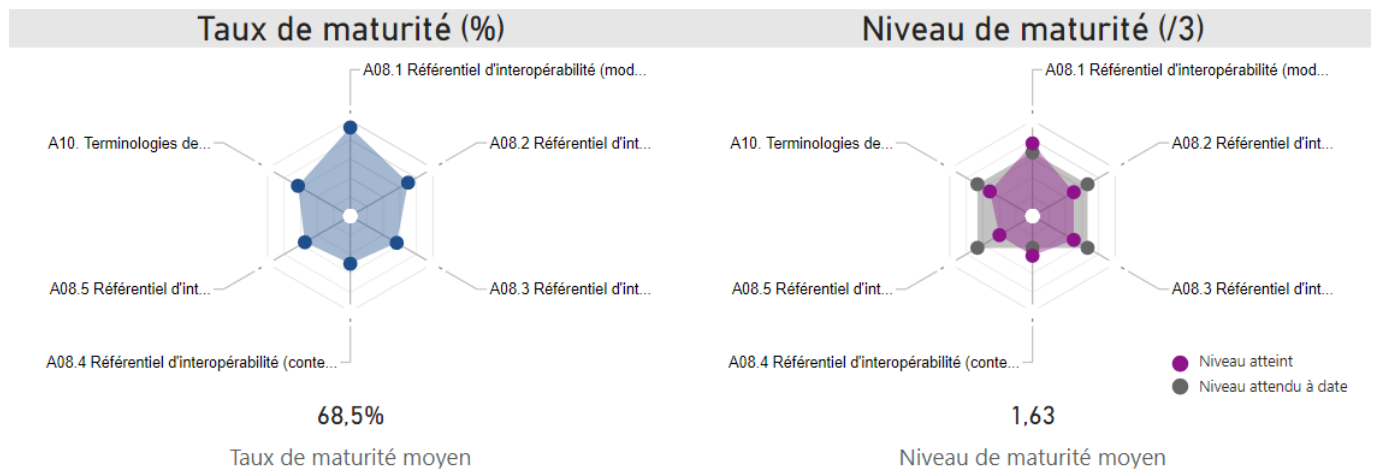 Taux de maturité (%)
A08.1 Référentiel d'interopérabilité (mod...
A10. Terminologies de...
A08.2 Référentiel d'int...
A08.5 Référentiel d'int...
A08.3 Référentiel d'int...
A08.4 Référentiel d'interopérabilité (conte...
68,5%
Taux de maturité moyen
Niveau de maturité (/3)
A08.1 Référentiel d'interopérabilité (mod...
A10. Terminologies de...
A08.2 Référentiel d'int...
A08.5 Référentiel d'int...
A08.3 Référentiel d'int...
A08.4 Référentiel d'interopérabilité (conte...
Niveau atteint
Niveau attendu à date
1,63
Niveau de maturité moyen